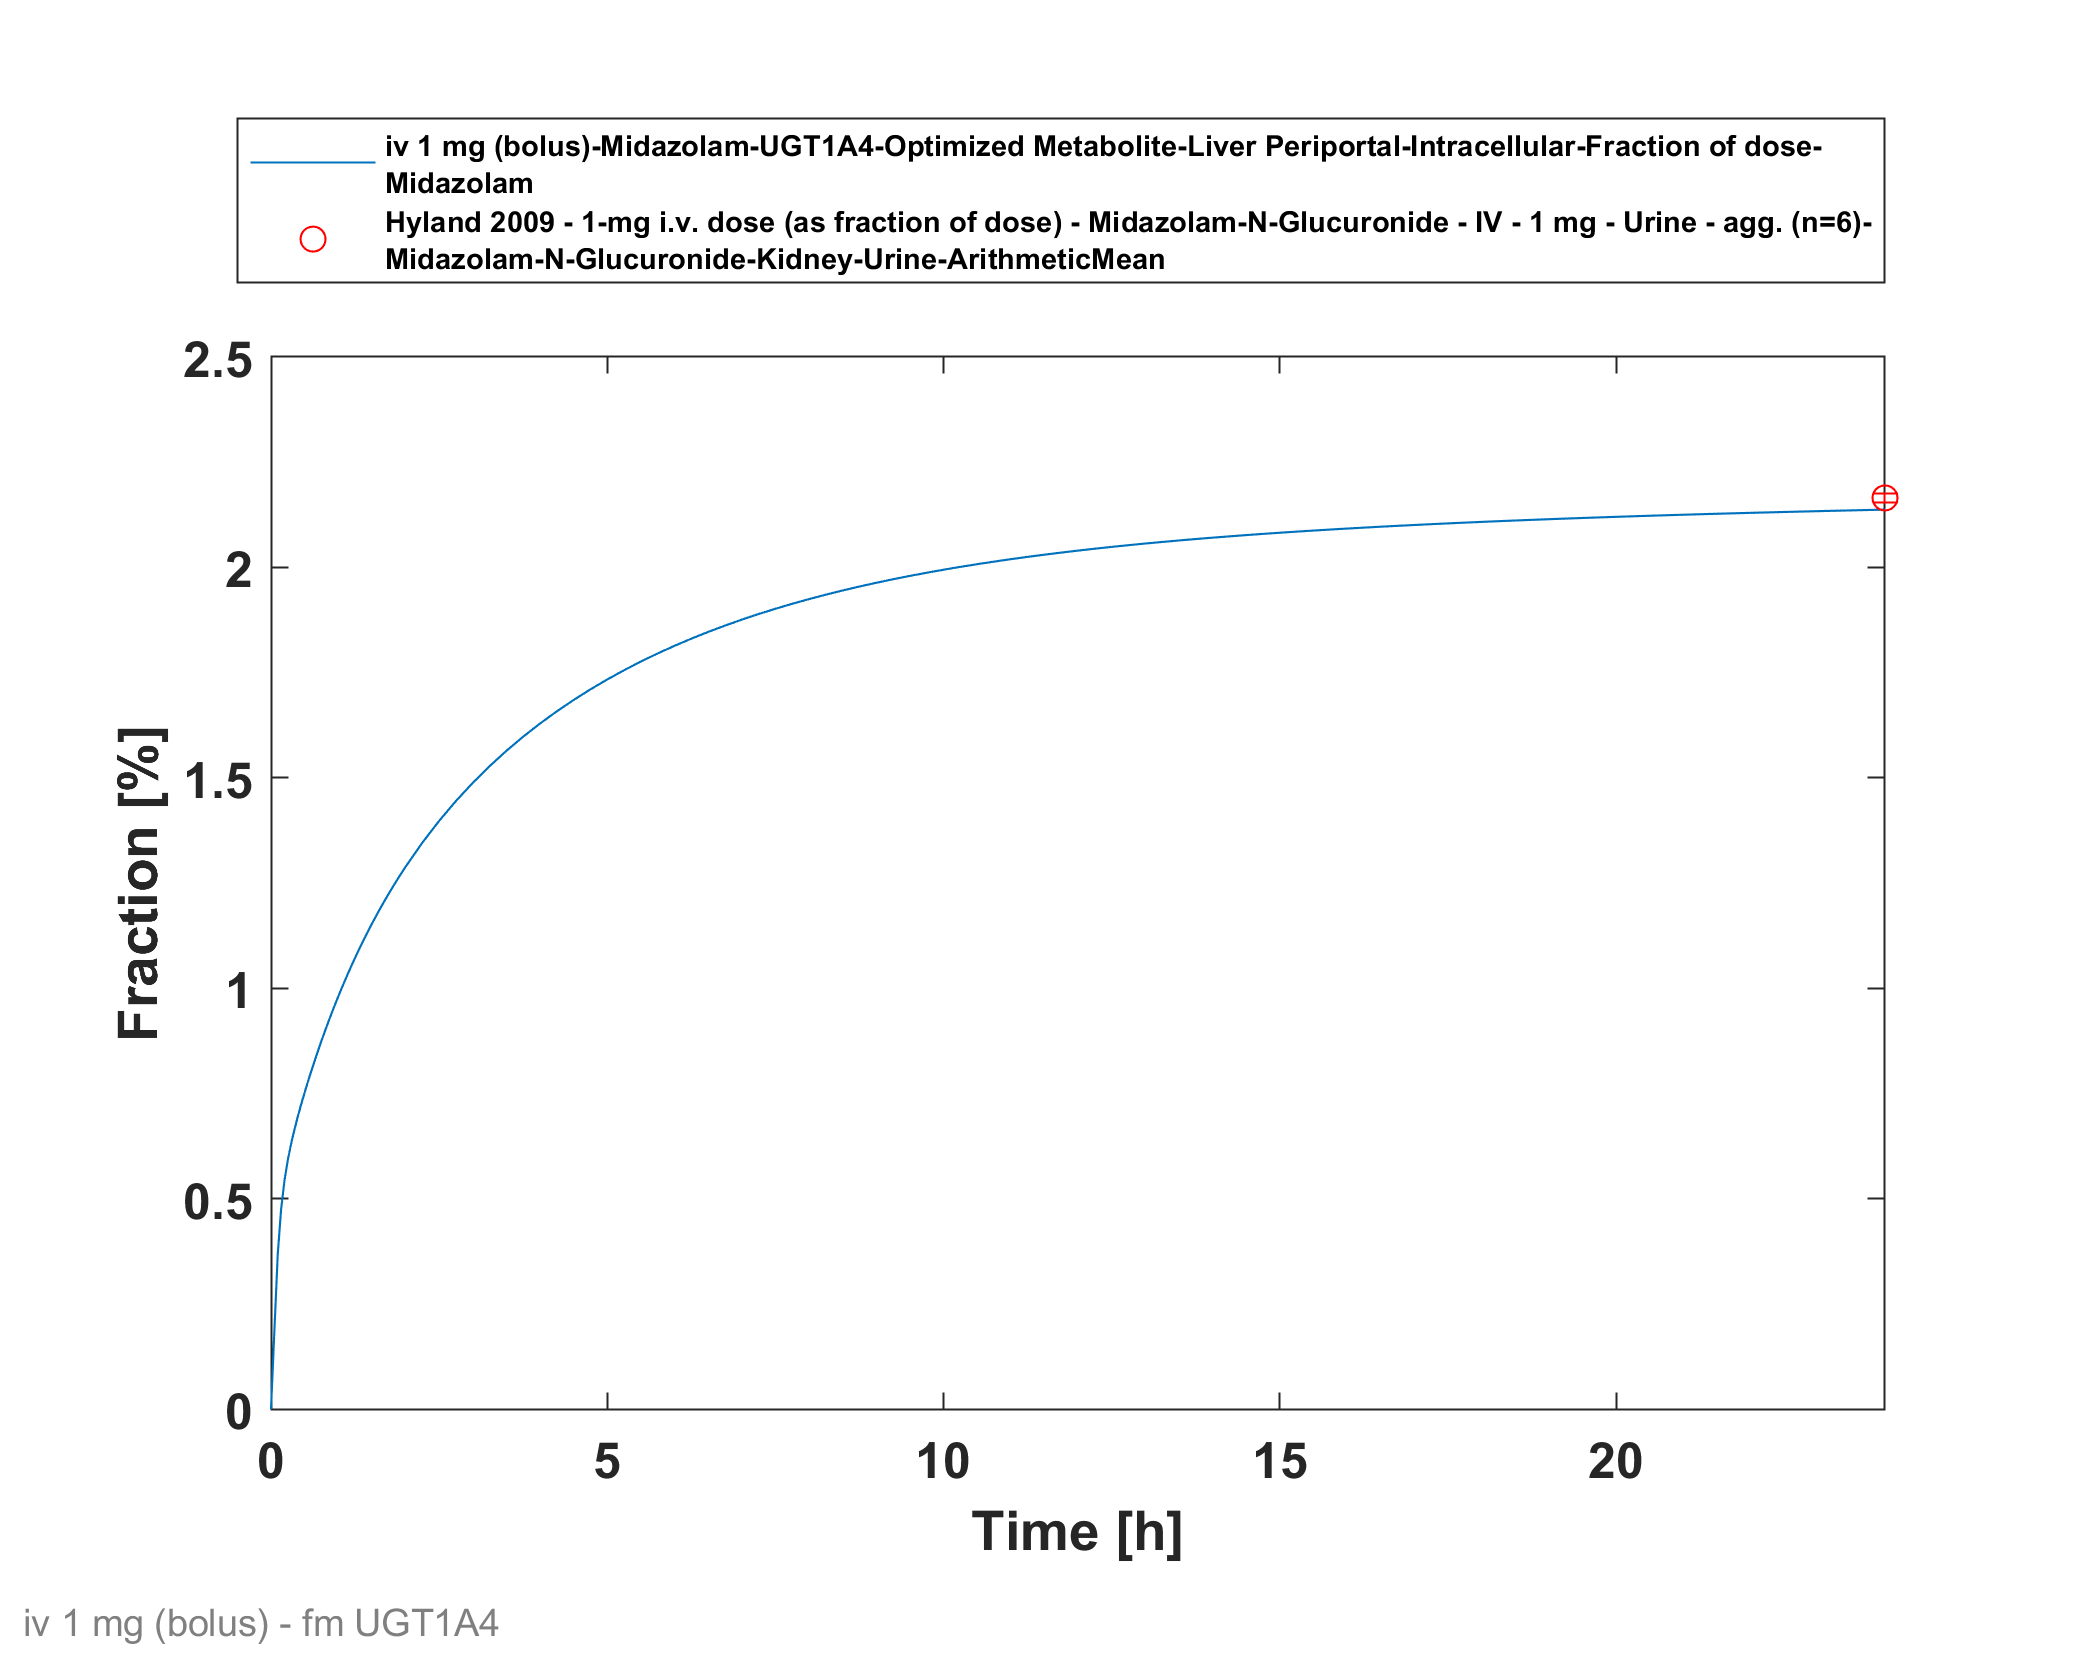 iv 1 mg (bolus)-Midazolam-UGT1A4-Optimized Metabolite-Liver Periportal-Intracellular-Fraction of dose-
Midazolam
Hyland 2009 - 1-mg i.v. dose (as fraction of dose) - Midazolam-N-Glucuronide - IV - 1 mg - Urine - agg. (n=6)-
Midazolam-N-Glucuronide-Kidney-Urine-ArithmeticMean
2.5
2
1.5
1
0.5
0
Fraction [%]
0 5 10 15 20
Time [h]
iv 1 mg (bolus) - fm UGT1A4